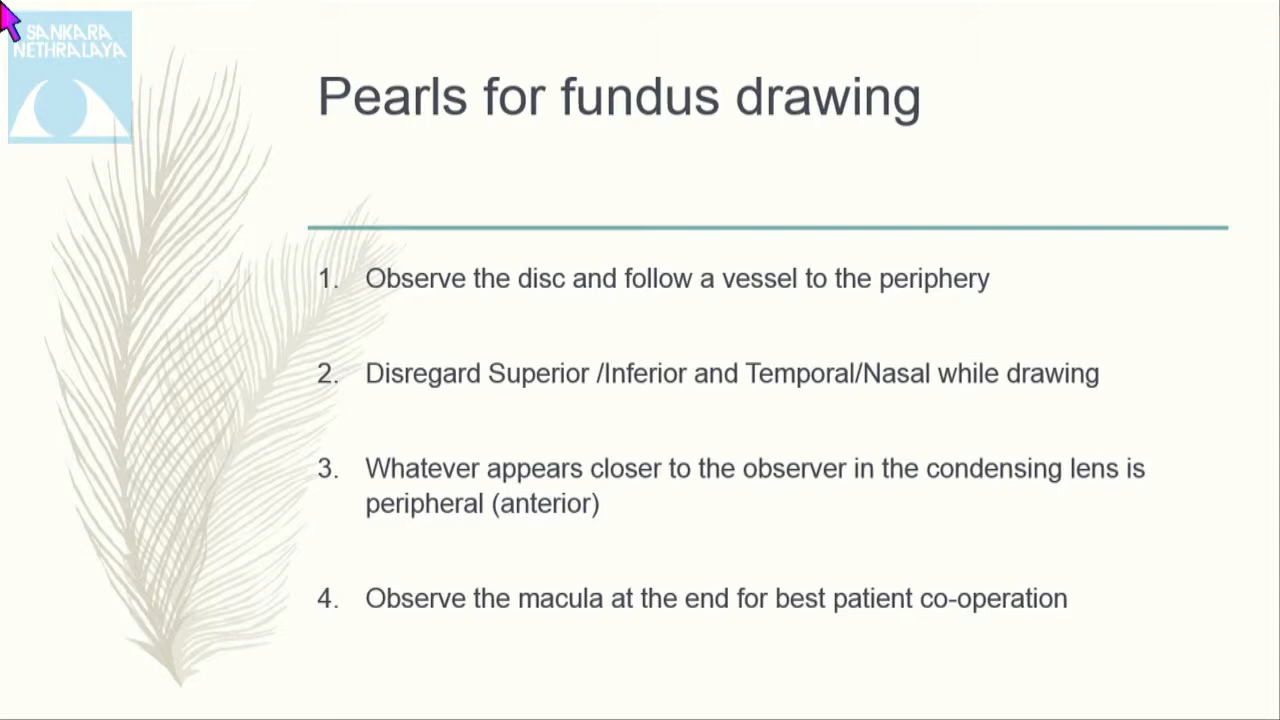 SANKARA
NETHRALAYA
Pearls for fundus drawing
1. Observe the disc and follow a vessel to the periphery
2. Disregard Superior /Inferior and Temporal/Nasal while drawing
3. Whatever appears closer to the observer in the condensing lens is
peripheral (anterior)
4. Observe the macula at the end for best patient co-operation